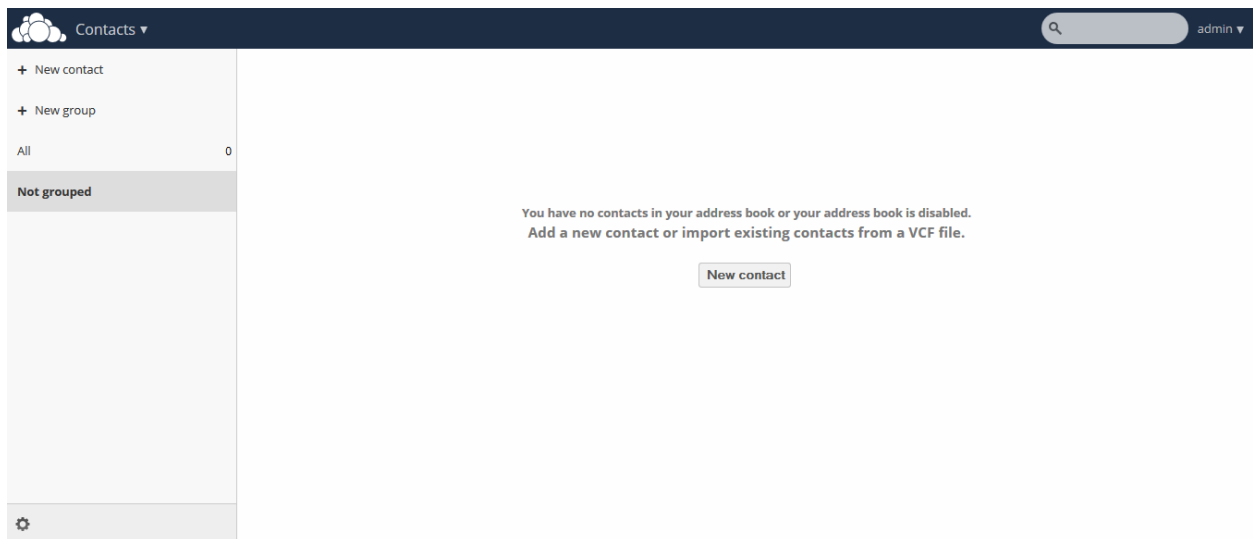 Contacts ▾
admin ▾
+ New contact
+ New group
All 0
Not grouped
You have no contacts in your address book or your address book is disabled.
Add a new contact or import existing contacts from a VCF file.
New contact